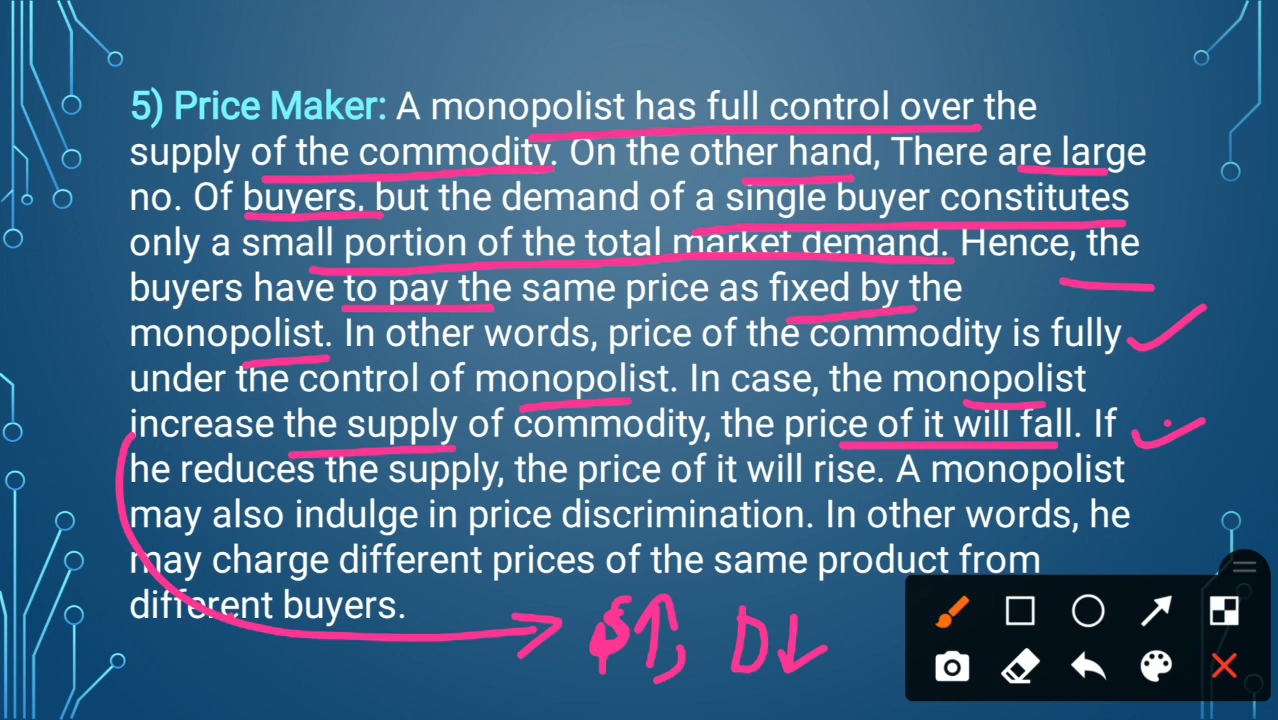 5) Price Maker: A monopolist has full control over the
supply of the commodity. On the other hand, There are large
no. Of buyers, but the demand of a single buyer constitutes
only a small portion of the total market demand. Hence, the
buyers have to pay the same price as fixed by the
monopolist. In other words, price of the commodity is fully
under the control of monopolist. In case, the monopolist
increase the supply of commodity, the price of it will fall. If
he reduces the supply, the price of it will rise. A monopolist
may also indulge in price discrimination. In other words, he
may charge different prices of the same product from
different buyers.
$↑, D↓